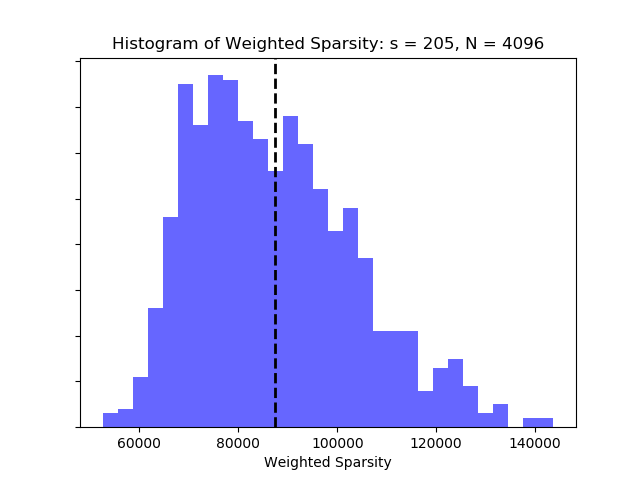 Histogram of Weighted Sparsity: s = 205, N = 4096
60000 80000 100000 120000 140000
Weighted Sparsity